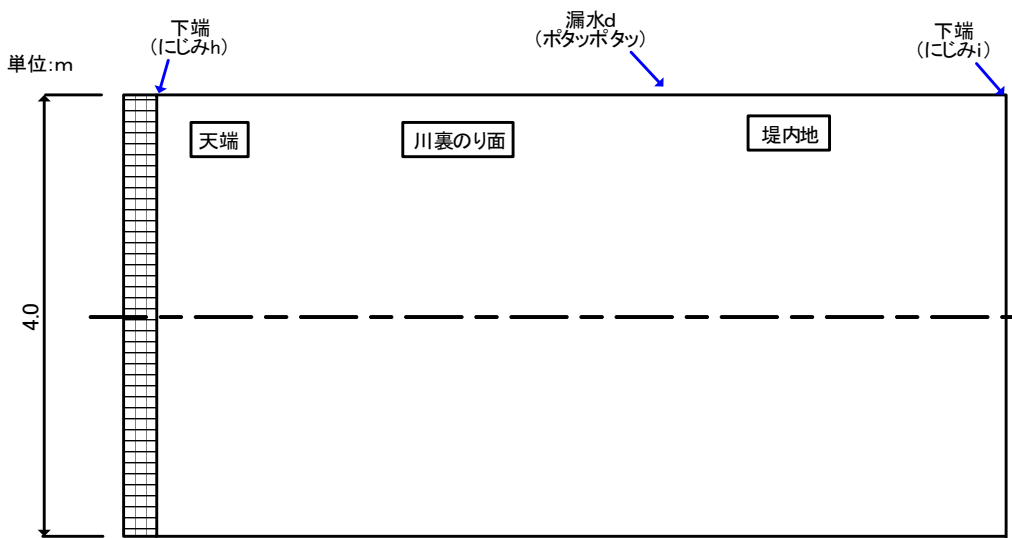 下端
(にじみh)
漏水d
(ポタッポタッ)
下端
(にじみi)
単位:m
天端
川裏のり面
堤内地
4.0